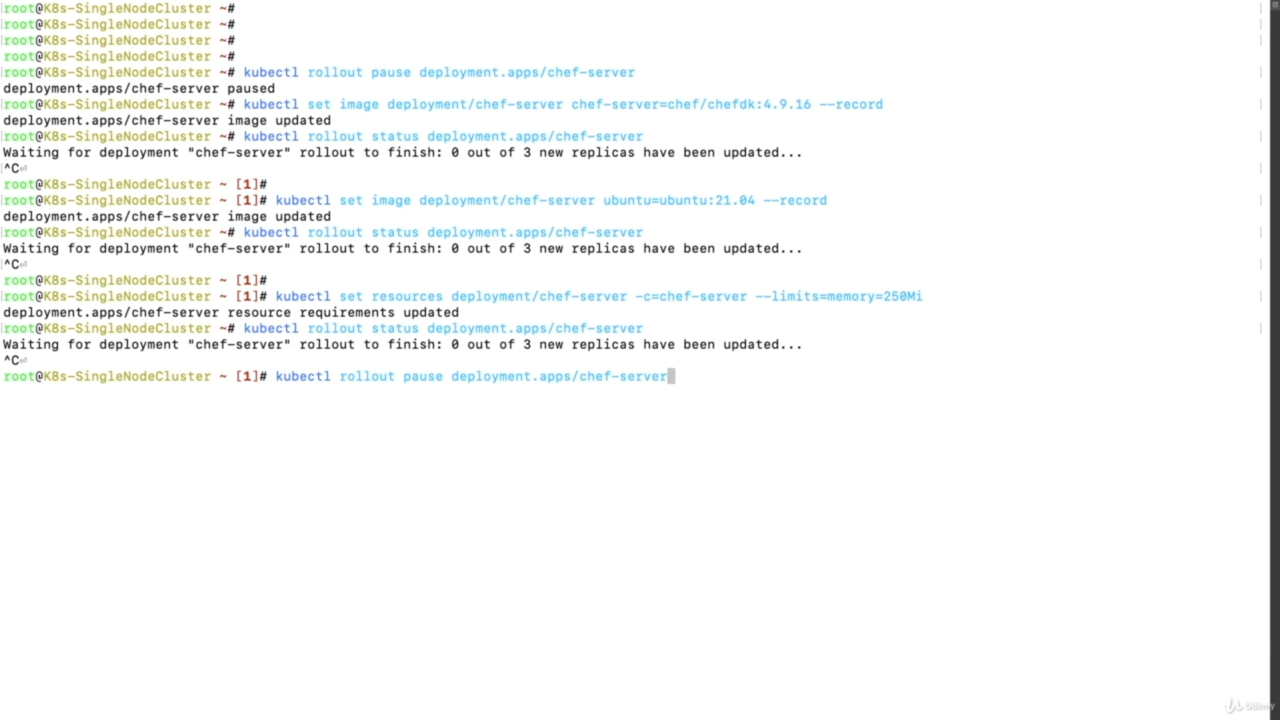 root@K8s-SingleNodeCluster ~#
root@K8s-SingleNodeCluster ~#
root@K8s-SingleNodeCluster ~#
root@K8s-SingleNodeCluster ~#
root@K8s-SingleNodeCluster ~# kubectl rollout pause deployment.apps/chef-server
deployment.apps/chef-server paused
root@K8s-SingleNodeCluster ~# kubectl set image deployment/chef-server chef-server=chef/chefdk:4.9.16 --record
deployment.apps/chef-server image updated
root@K8s-SingleNodeCluster ~# kubectl rollout status deployment.apps/chef-server
Waiting for deployment "chef-server" rollout to finish: 0 out of 3 new replicas have been updated...
^C⏎
root@K8s-SingleNodeCluster ~ [1]#
root@K8s-SingleNodeCluster ~ [1]# kubectl set image deployment/chef-server ubuntu=ubuntu:21.04 --record
deployment.apps/chef-server image updated
root@K8s-SingleNodeCluster ~# kubectl rollout status deployment.apps/chef-server
Waiting for deployment "chef-server" rollout to finish: 0 out of 3 new replicas have been updated...
^C⏎
root@K8s-SingleNodeCluster ~ [1]#
root@K8s-SingleNodeCluster ~ [1]# kubectl set resources deployment/chef-server -c=chef-server --limits=memory=250Mi
deployment.apps/chef-server resource requirements updated
root@K8s-SingleNodeCluster ~# kubectl rollout status deployment.apps/chef-server
Waiting for deployment "chef-server" rollout to finish: 0 out of 3 new replicas have been updated...
^C⏎
root@K8s-SingleNodeCluster ~ [1]# kubectl rollout pause deployment.apps/chef-server
Udemy